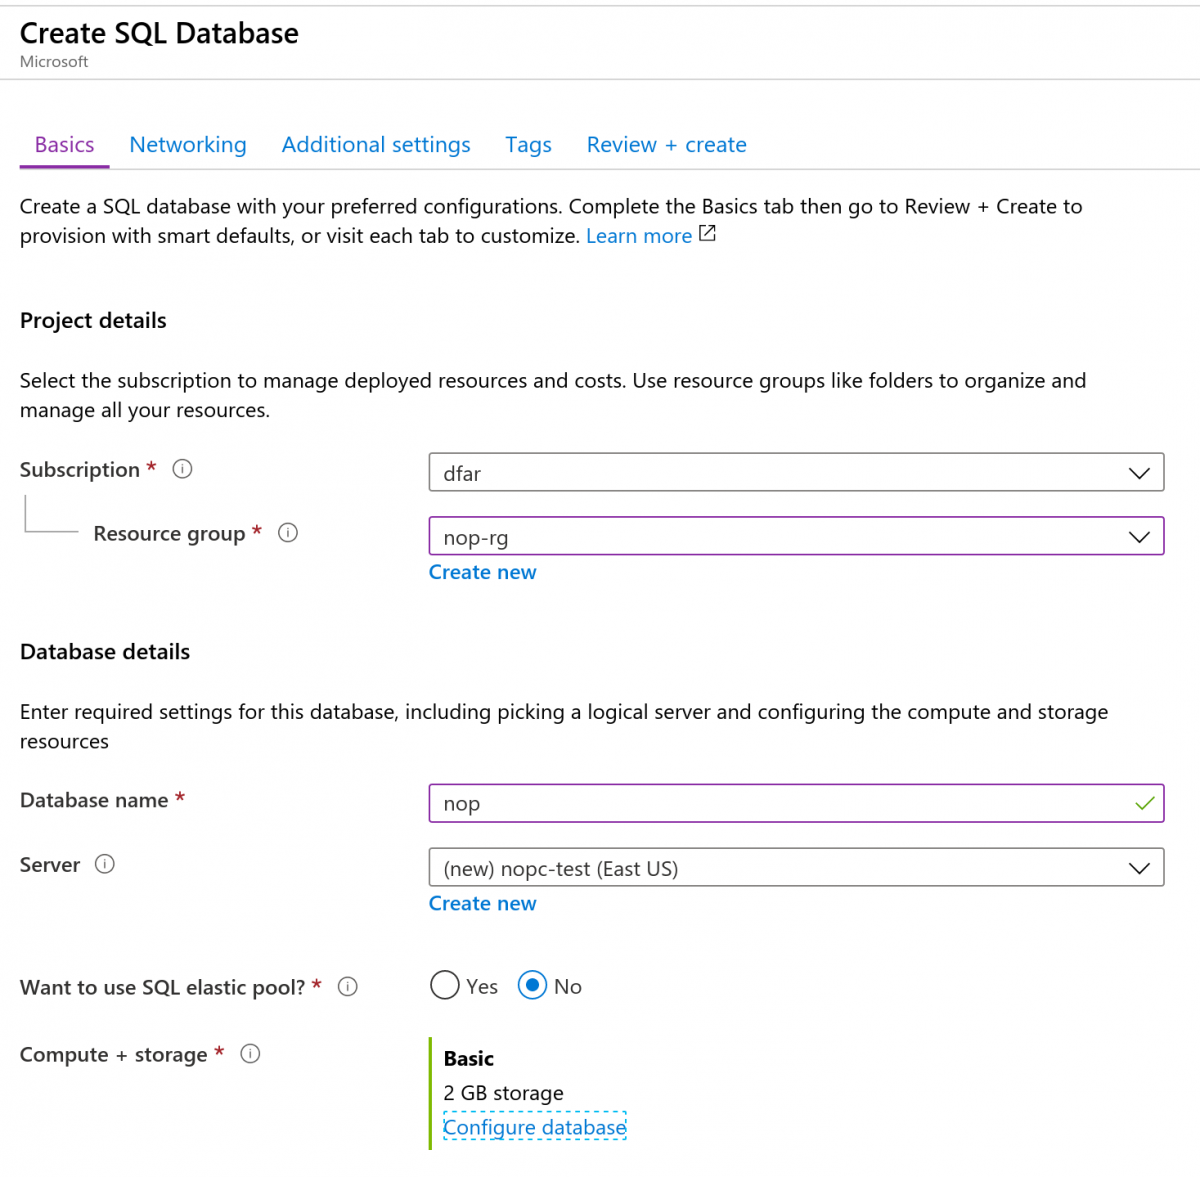 Create SQL Database
Microsoft
Basics Networking Additional settings Tags Review + create
Create a SQL database with your preferred configurations. Complete the Basics tab then go to Review + Create to
provision with smart defaults, or visit each tab to customize. Learn more
Project details
Select the subscription to manage deployed resources and costs. Use resource groups like folders to organize and
manage all your resources.
Subscription * dfar
Resource group * nop-rg
Create new
Database details
Enter required settings for this database, including picking a logical server and configuring the compute and storage
resources
Database name * nop
Server (new) nopc-test (East US)
Create new
Want to use SQL elastic pool? * Yes No
Compute + storage * Basic
2 GB storage
Configure database